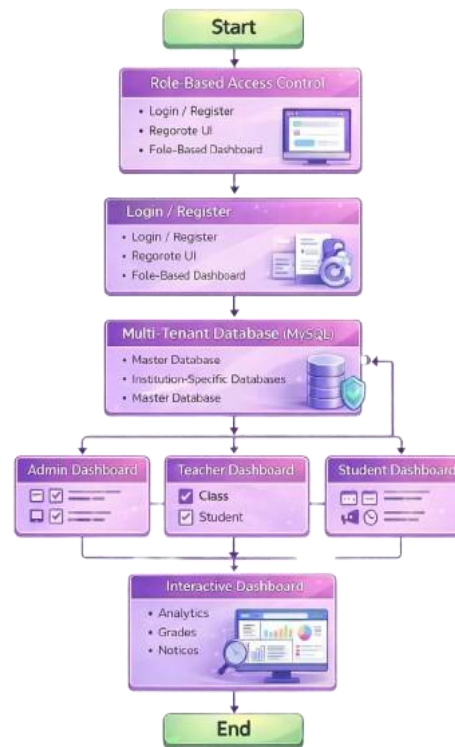 Start
Role-Based Access Control
• Login / Register
• Regorote UI
• Fole-Based Dashboard
Login / Register
• Login / Register
• Regorote UI
• Fole-Based Dashboard
Multi-Tenant Database (MySQL)
• Master Database
• Institution-Specific Databases
• Master Database
Admin Dashboard
Teacher Dashboard
Class
Student
Student Dashboard
Interactive Dashboard
• Analytics
• Grades
• Notices
End